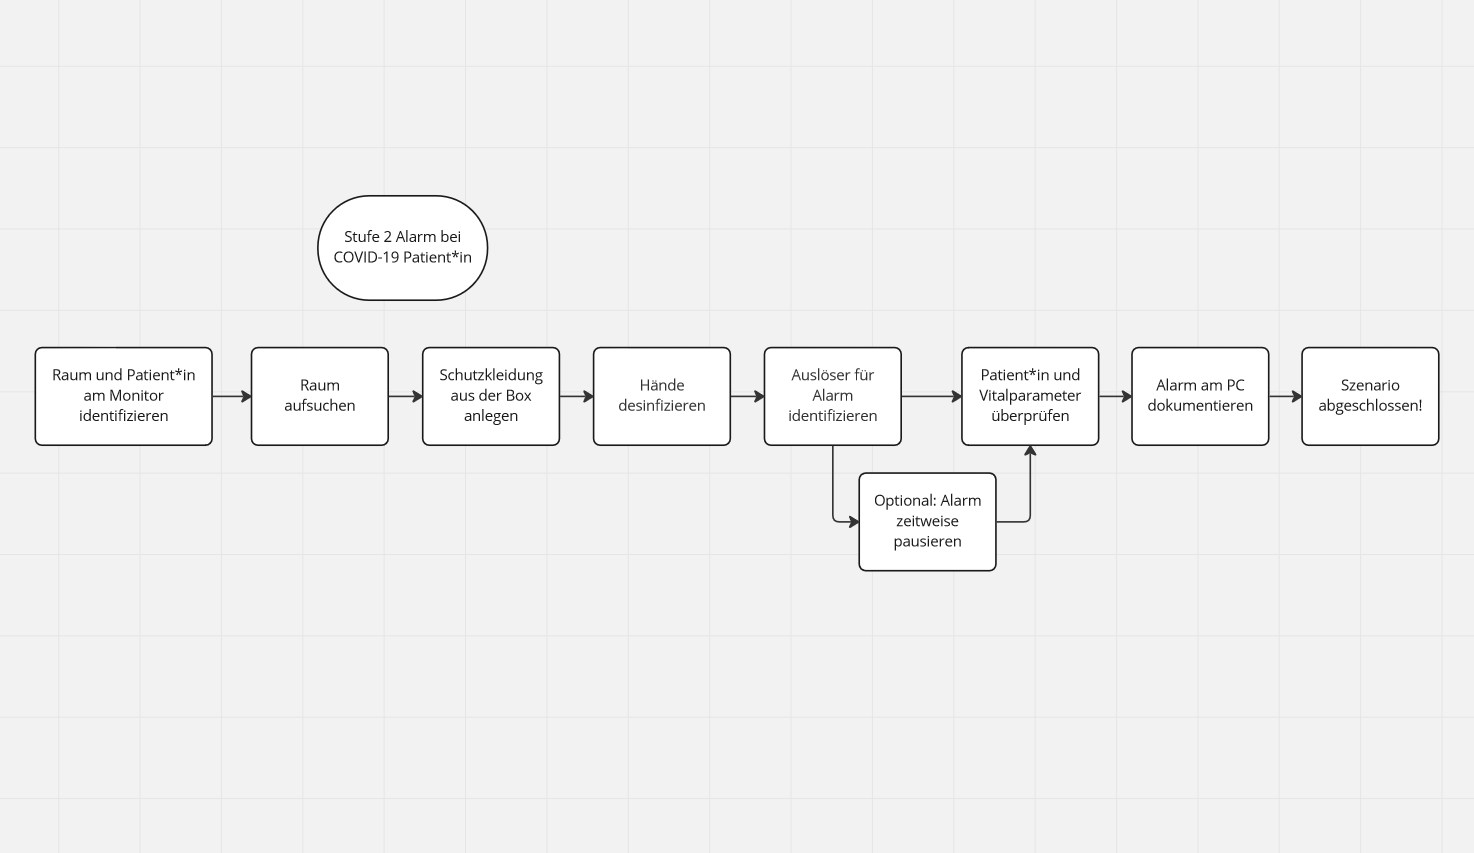 Stufe 2 Alarm bei
COVID-19 Patient*in
Raum und Patient*in
am Monitor
identifizieren
Raum
aufsuchen
Schutzkleidung
aus der Box
anlegen
Hände
desinfizieren
Auslöser für
Alarm
identifizieren
Patient*in und
Vitalparameter
überprüfen
Alarm am PC
dokumentieren
Szenario
abgeschlossen!
Optional: Alarm
zeitweise
pausieren